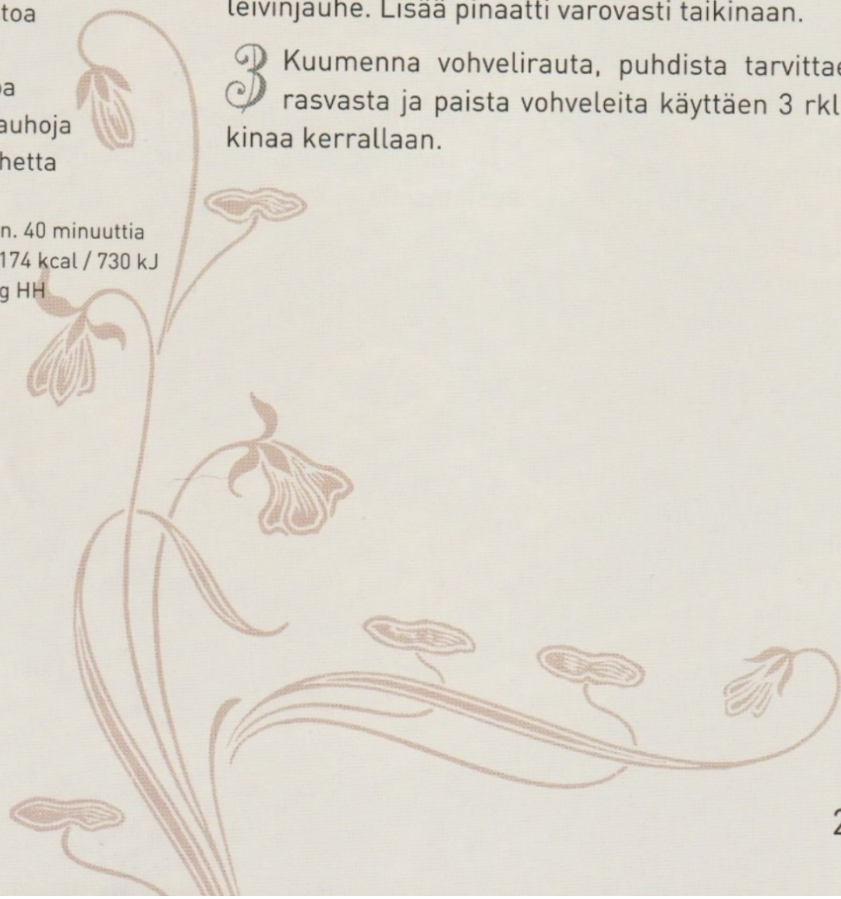 toa
auhoja
hetta
n. 40 minuuttia
174 kcal / 730 kJ
g HH
leivinjauhe. Lisää pinaatti varovasti taikinaan.
3 Kuumenna vohvelirauta, puhdista tarvittae
rasvasta ja paista vohveleita käyttäen 3 rkl
kinaa kerrallaan.
2